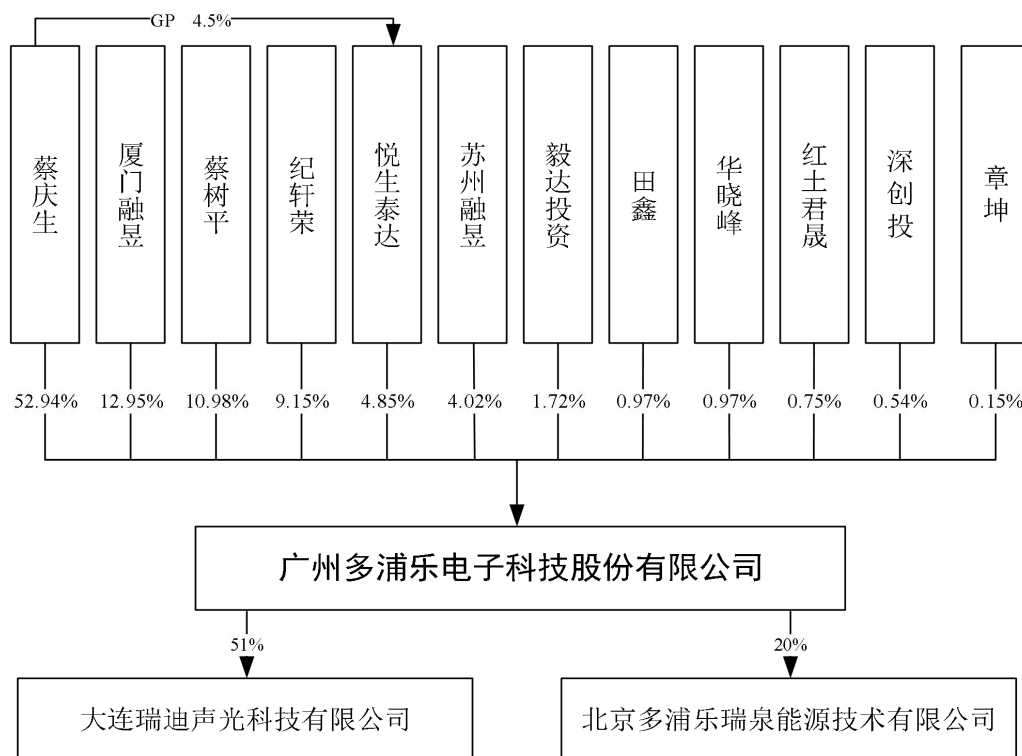 GP 4.5%
蔡庆生
厦门融昱
蔡树平
纪轩荣
悦生泰达
苏州融昱
毅达投资
田鑫
华晓峰
红土君晟
深创投
章坤
52.94%
12.95%
10.98%
9.15%
4.85%
4.02%
1.72%
0.97%
0.97%
0.75%
0.54%
0.15%
广州多浦乐电子科技股份有限公司
51%
20%
大连瑞迪声光科技有限公司
北京多浦乐瑞泉能源技术有限公司